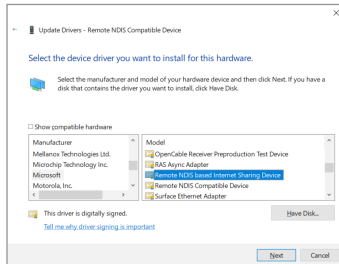 Update Drivers - Remote NDIS Compatible Device
Select the device driver you want to install for this hardware.
Select the manufacturer and model of your hardware device and then click Next. If you have a
disk that contains the driver you want to install, click Have Disk.
Show compatible hardware
Manufacturer
Mellanox Technologies Ltd.
Microchip Technology Inc.
Microsoft
Motorola, Inc.
Model
OpenCable Receiver Preproduction Test Device
RAS Async Adapter
Remote NDIS based Internet Sharing Device
Remote NDIS Compatible Device
Surface Ethernet Adapter
This driver is digitally signed.
Have Disk...
Tell me why driver signing is important
Next
Cancel